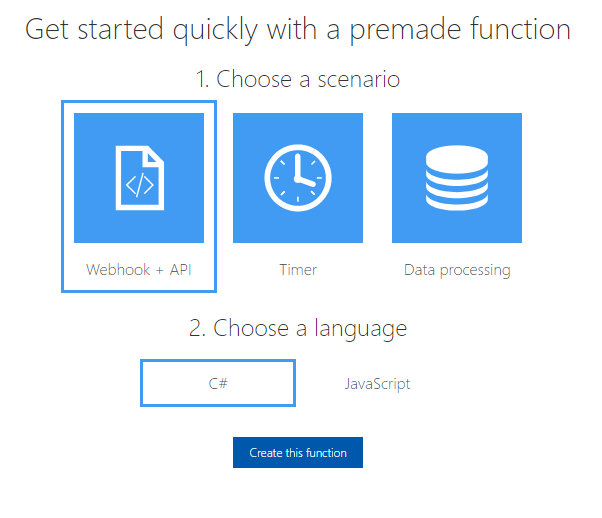 Get started quickly with a premade function
1. Choose a scenario
</>
Webhook + API Timer Data processing
2. Choose a language
C# JavaScript
Create this function